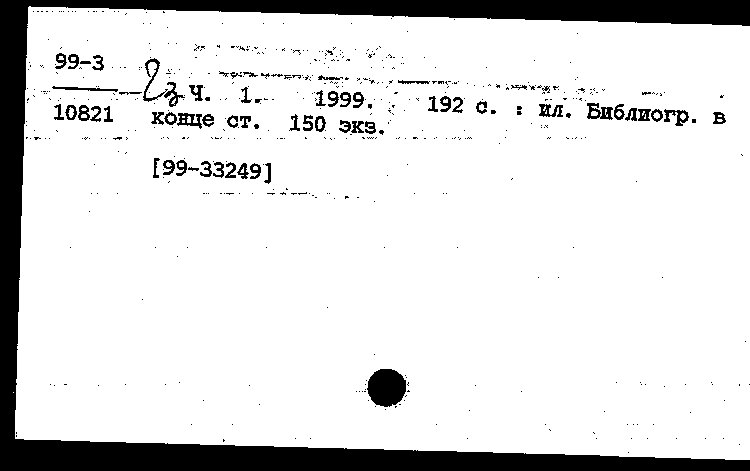 99-3
Ч. 1. 1999. 192 с. : ил. Библиогр. в
10821
конце ст. 150 экз.
[99-33249]